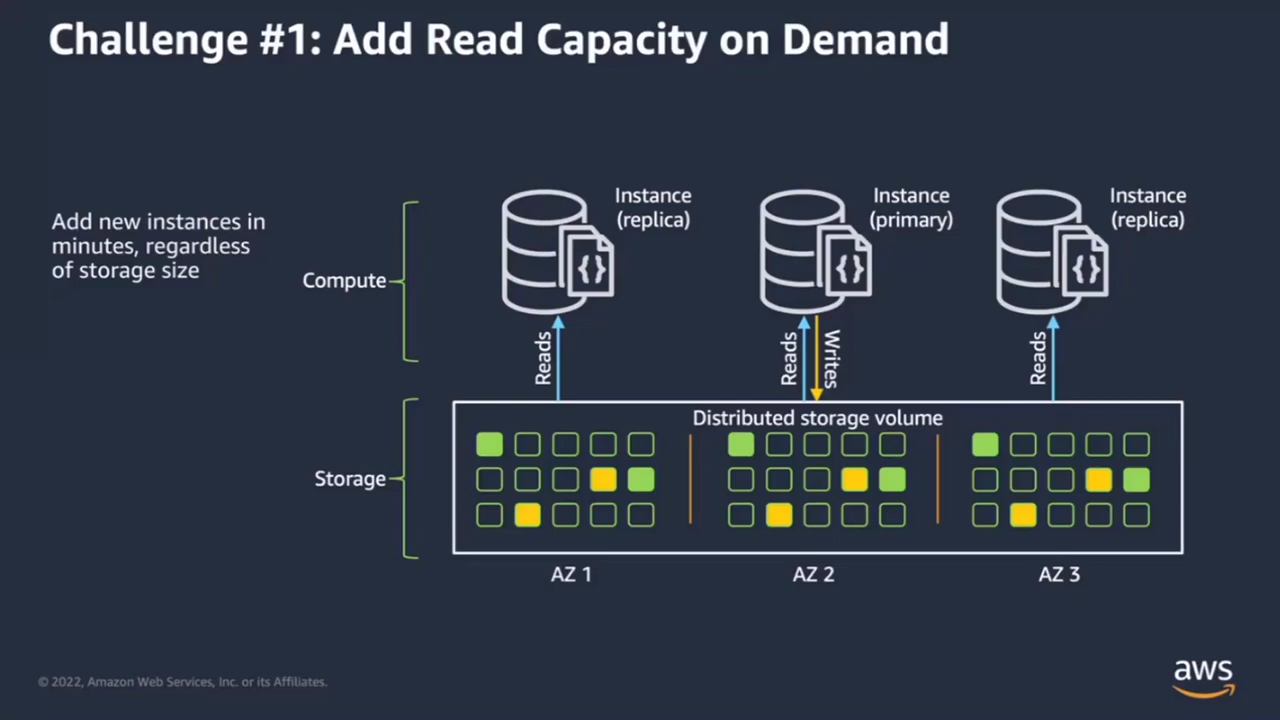 Challenge #1: Add Read Capacity on Demand
Add new instances in
minutes, regardless
of storage size
Compute
Instance
(replica)
Instance
(primary)
Instance
(replica)
{}
{}
{}
Reads
Reads
Writes
Reads
Storage
Distributed storage volume
AZ 1
AZ 2
AZ 3
© 2022, Amazon Web Services, Inc. or its Affiliates.
aws